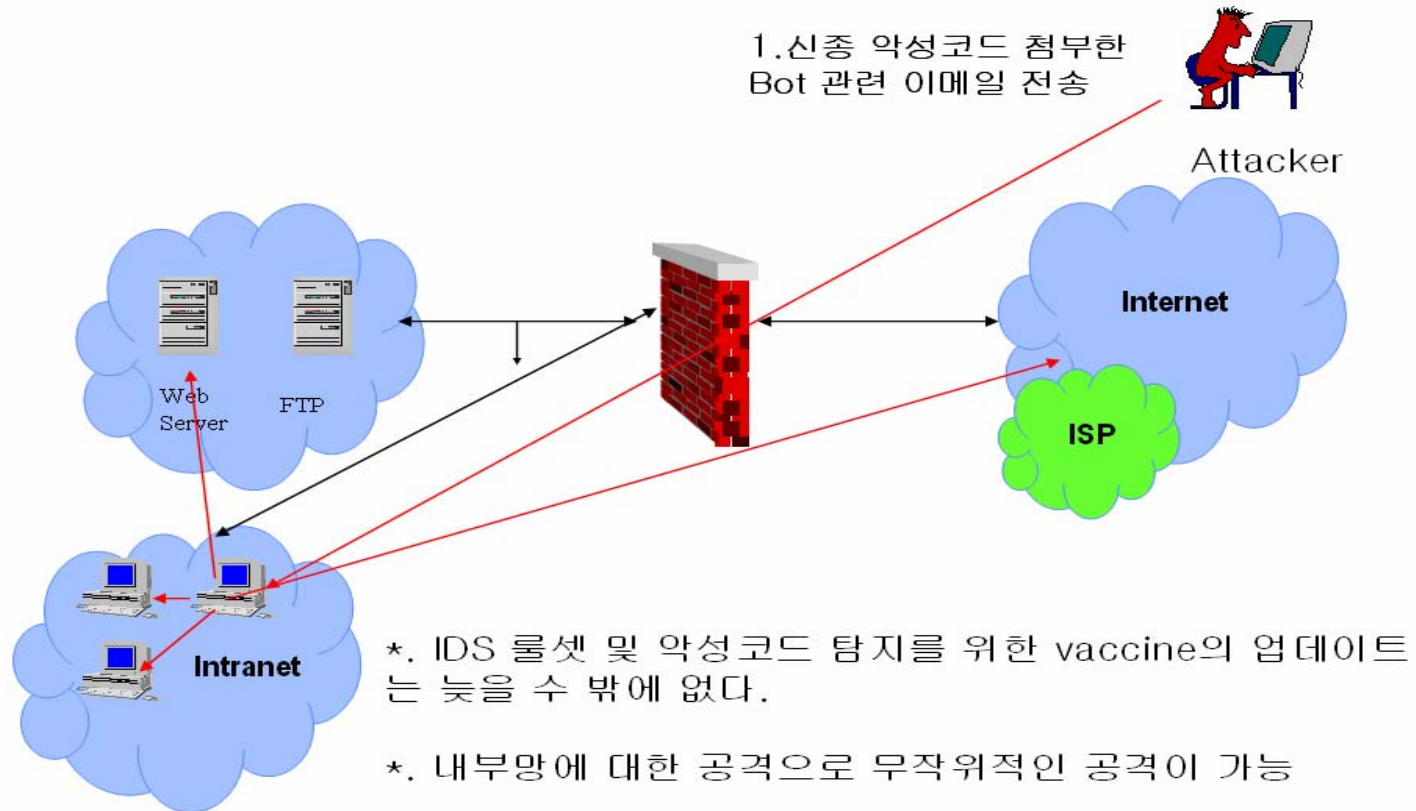 1.신종 악성코드 첨부한
Bot 관련 이메일 전송
Attacker
Internet
Web
Server
FTP
ISP
Intranet
*. IDS 룰셋 및 악성코드 탐지를 위한 vaccine의 업데이트
는 늦을 수 밖에 없다.
*. 내부망에 대한 공격으로 무작위적인 공격이 가능